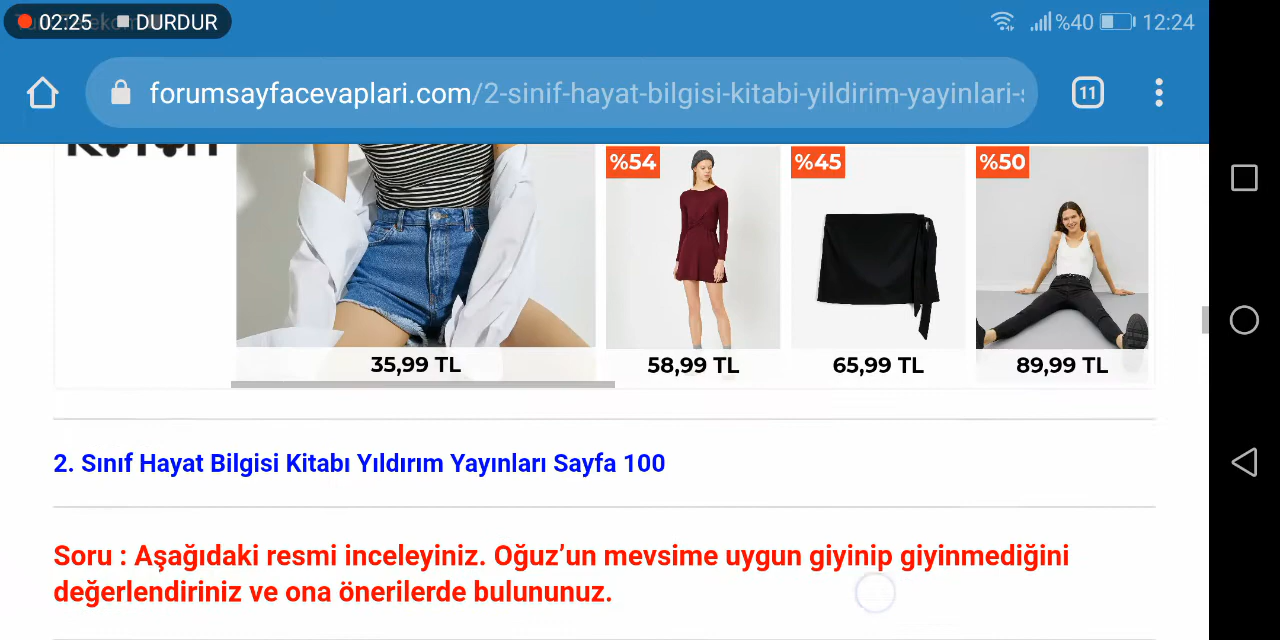 02:25 DURDUR
%40 12:24
forumsayfacevaplari.com/2-sinif-hayat-bilgisi-kitabi-yildirim-yayinlari-
11
%54 %45 %50
35,99 TL 58,99 TL 65,99 TL 89,99 TL
2. Sınıf Hayat Bilgisi Kitabı Yıldırım Yayınları Sayfa 100
Soru : Aşağıdaki resmi inceleyiniz. Oğuz’un mevsime uygun giyinip giyinmediğini
değerlendiriniz ve ona önerilerde bulununuz.